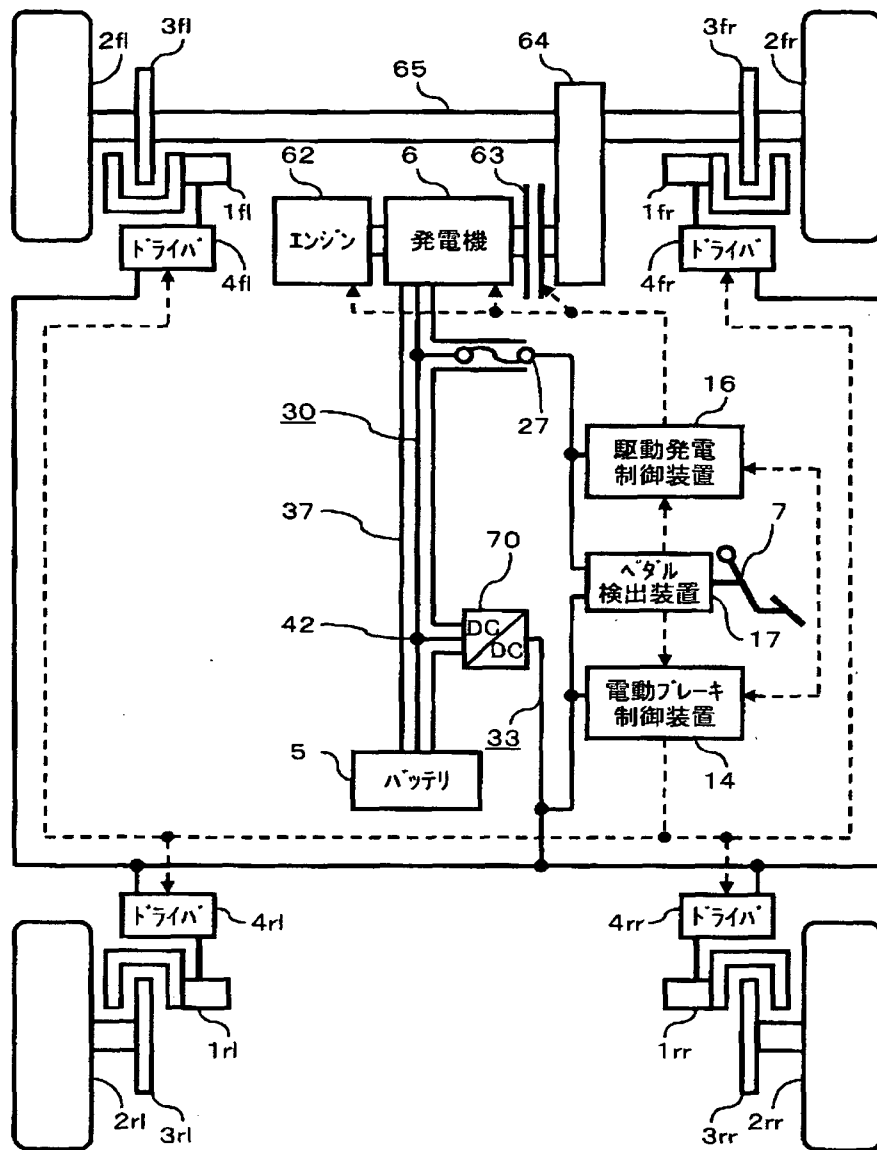 3fl
64
3fr
2fl
65
2fr
62
6
63
1fl
1fr
エンジン
発電機
ドライバ
ドライバ
4fl
4fr
27
16
30
駆動発電
制御装置
37
7
70
ペダル
検出装置
42
DC
DC
17
33
電動ブレーキ
制御装置
5
14
バッテリ
ドライバ
4rl
4rr
ドライバ
1rl
1rr
2rl
3rl
3rr
2rr